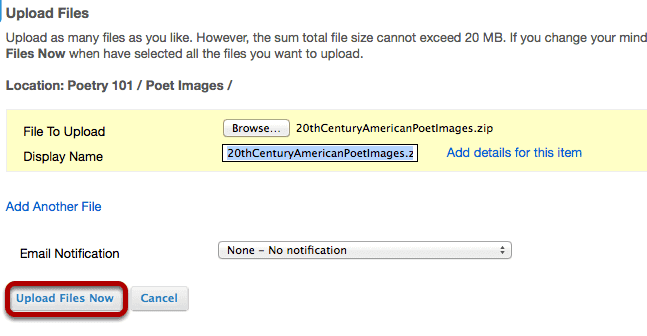 Upload Files
Upload as many files as you like. However, the sum total file size cannot exceed 20 MB. If you change your mind
Files Now when have selected all the files you want to upload.
Location: Poetry 101 / Poet Images /
File To Upload Browse... 20thCenturyAmericanPoetImages.zip
Display Name 20thCenturyAmericanPoetImages.z Add details for this item
Add Another File
Email Notification None - No notification
Upload Files Now Cancel